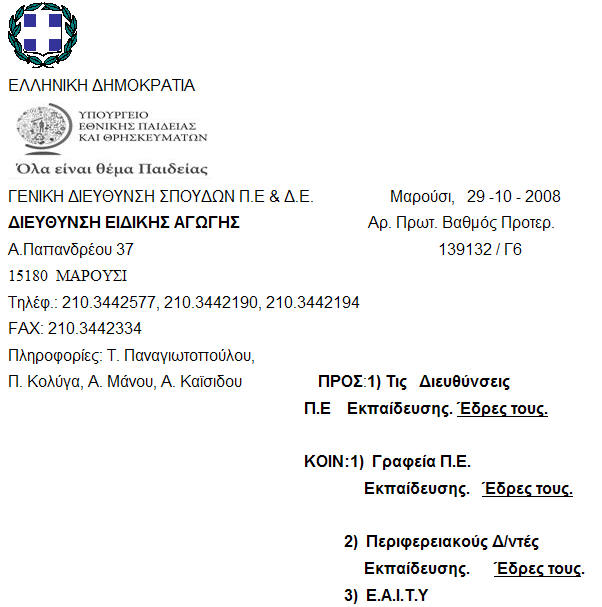 ΕΛΛΗΝΙΚΗ ΔΗΜΟΚΡΑΤΙΑ
ΥΠΟΥΡΓΕΙΟ
ΕΘΝΙΚΗΣ ΠΑΙΔΕΙΑΣ
ΚΑΙ ΘΡΗΣΚΕΥΜΑΤΩΝ
Όλα είναι θέμα Παιδείας
ΓΕΝΙΚΗ ΔΙΕΥΘΥΝΣΗ ΣΠΟΥΔΩΝ Π.Ε & Δ.Ε. Μαρούσι, 29 -10 - 2008
ΔΙΕΥΘΥΝΣΗ ΕΙΔΙΚΗΣ ΑΓΩΓΗΣ Αρ. Πρωτ. Βαθμός Προτερ.
Α.Παπανδρέου 37 139132 / Γ6
15180 ΜΑΡΟΥΣΙ
Τηλέφ.: 210.3442577, 210.3442190, 210.3442194
FAX: 210.3442334
Πληροφορίες: Τ. Παναγιωτοπούλου,
Π. Κολύγα, Α. Μάνου, Α. Καϊσιδου ΠΡΟΣ:1) Τις Διευθύνσεις
Π.Ε Εκπαίδευσης. Έδρες τους.
ΚΟΙΝ:1) Γραφεία Π.Ε.
Εκπαίδευσης. Έδρες τους.
2) Περιφερειακούς Δ/ντές
Εκπαίδευσης. Έδρες τους.
3) Ε.Α.Ι.Τ.Υ